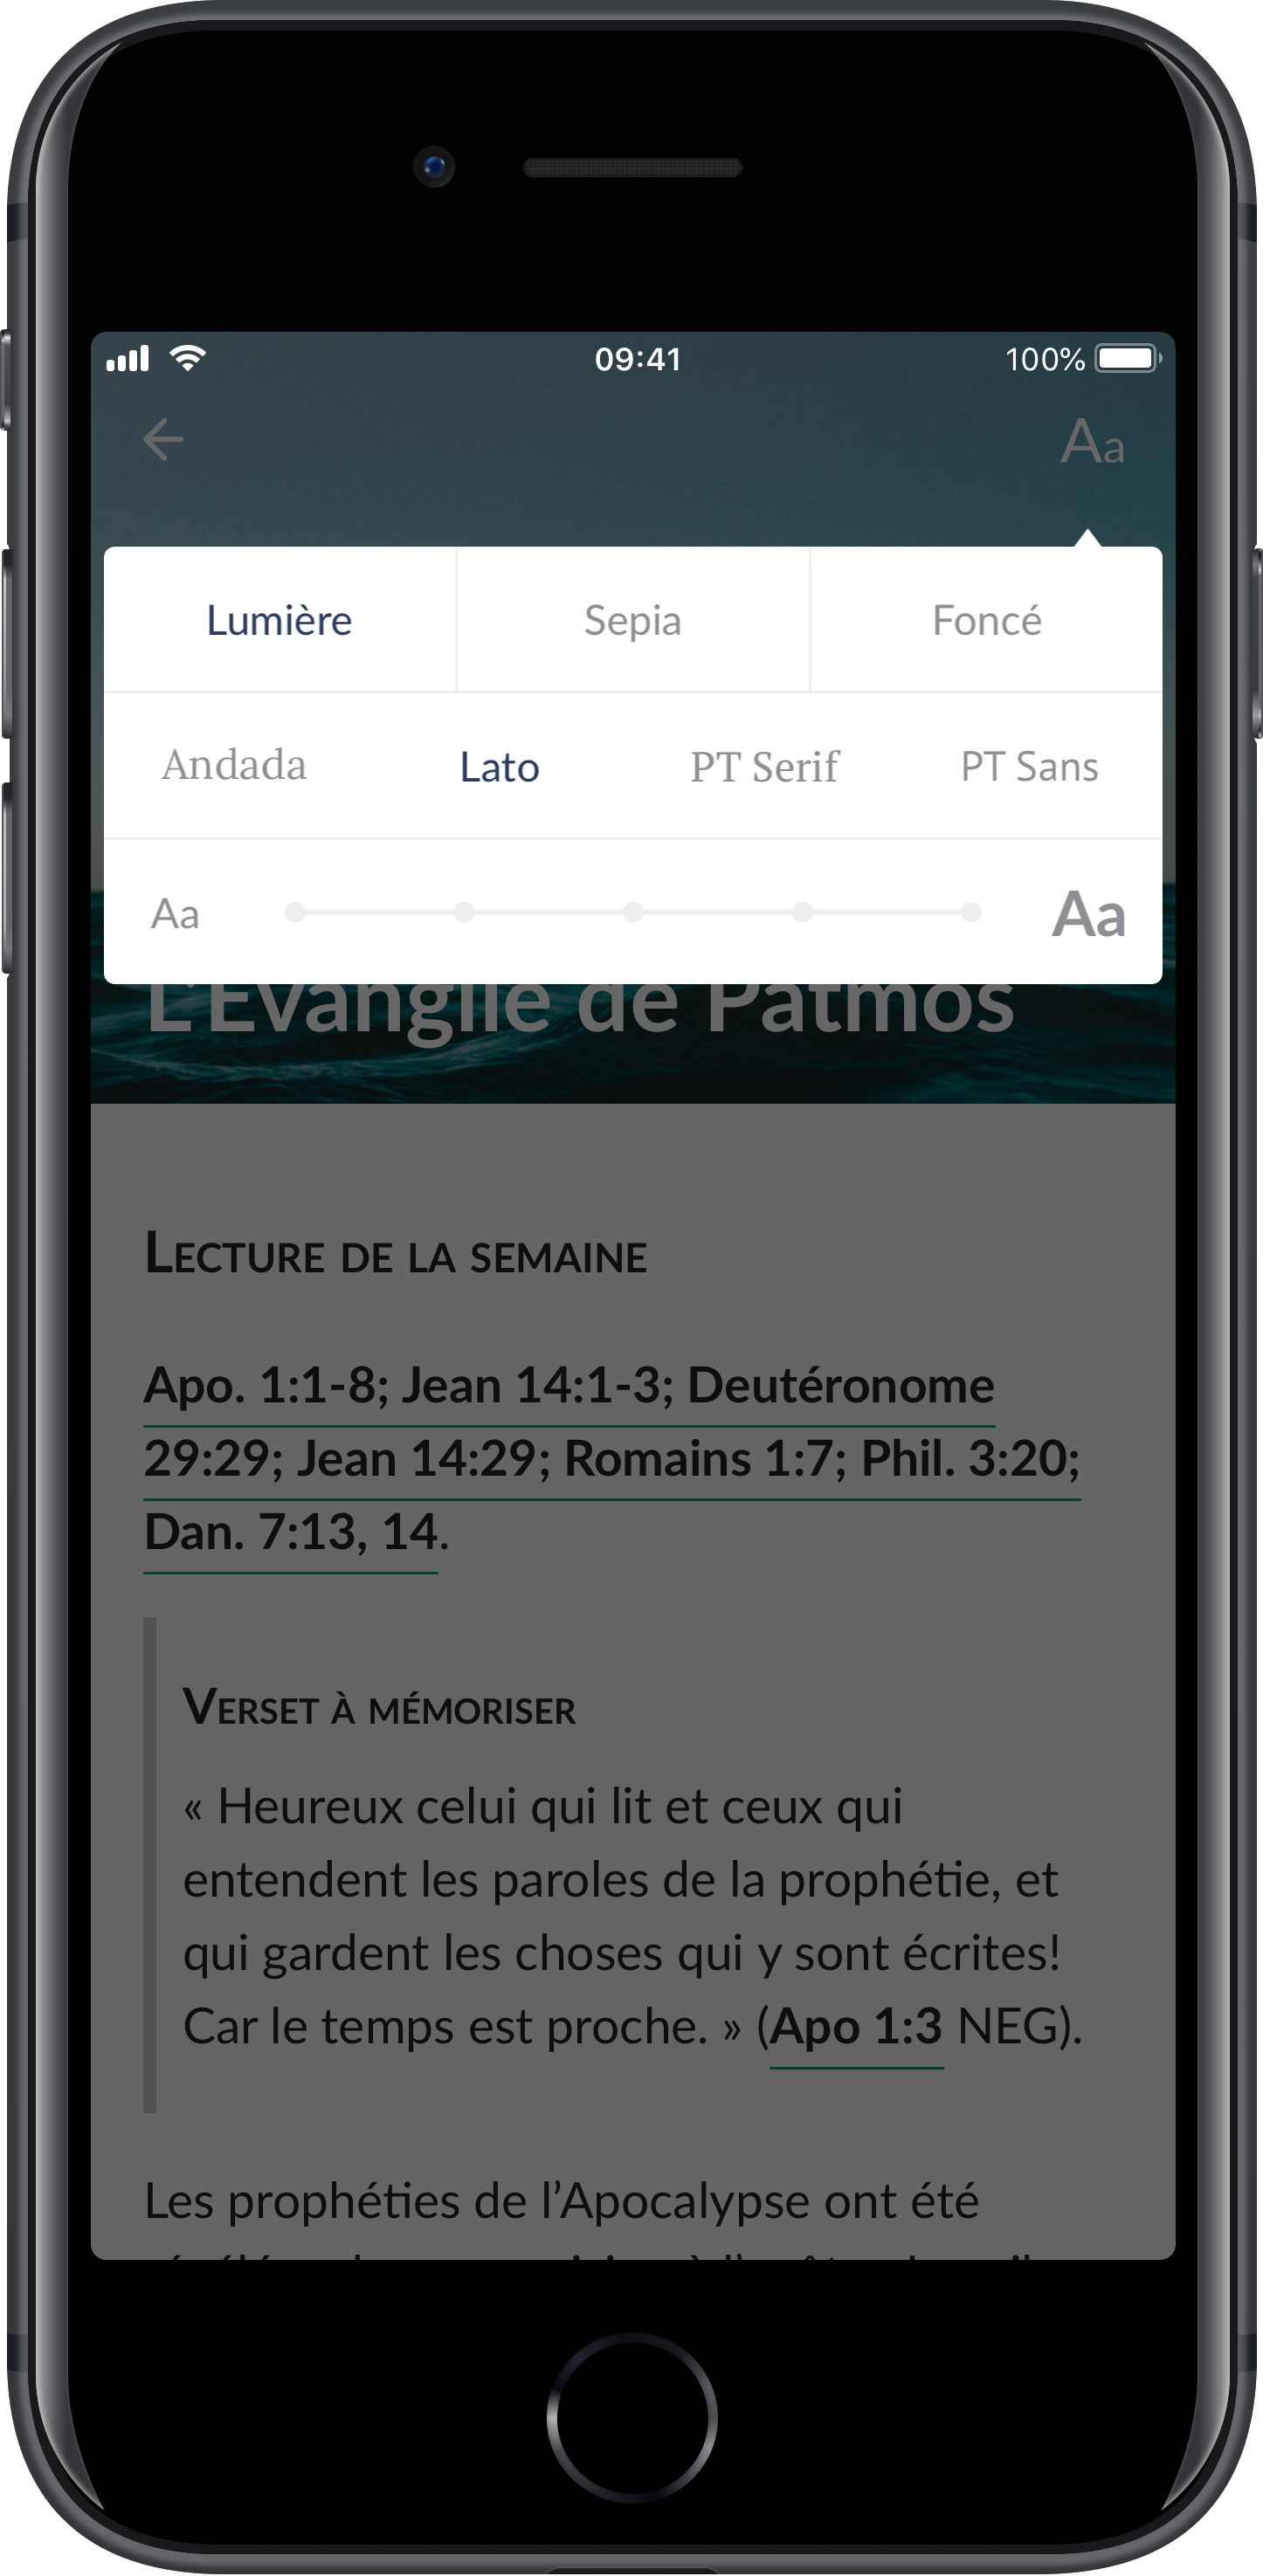 09:41
100%
Aa
Lumière Sepia Foncé
Andada Lato PT Serif PT Sans
Aa Aa
L'Évangile de Patmos
Lecture de la semaine
Apo. 1:1-8; Jean 14:1-3; Deutéronome
29:29; Jean 14:29; Romains 1:7; Phil. 3:20;
Dan. 7:13, 14.
Verset à mémoriser
« Heureux celui qui lit et ceux qui
entendent les paroles de la prophétie, et
qui gardent les choses qui y sont écrites!
Car le temps est proche. » (Apo 1:3 NEG).
Les prophéties de l’Apocalypse ont été